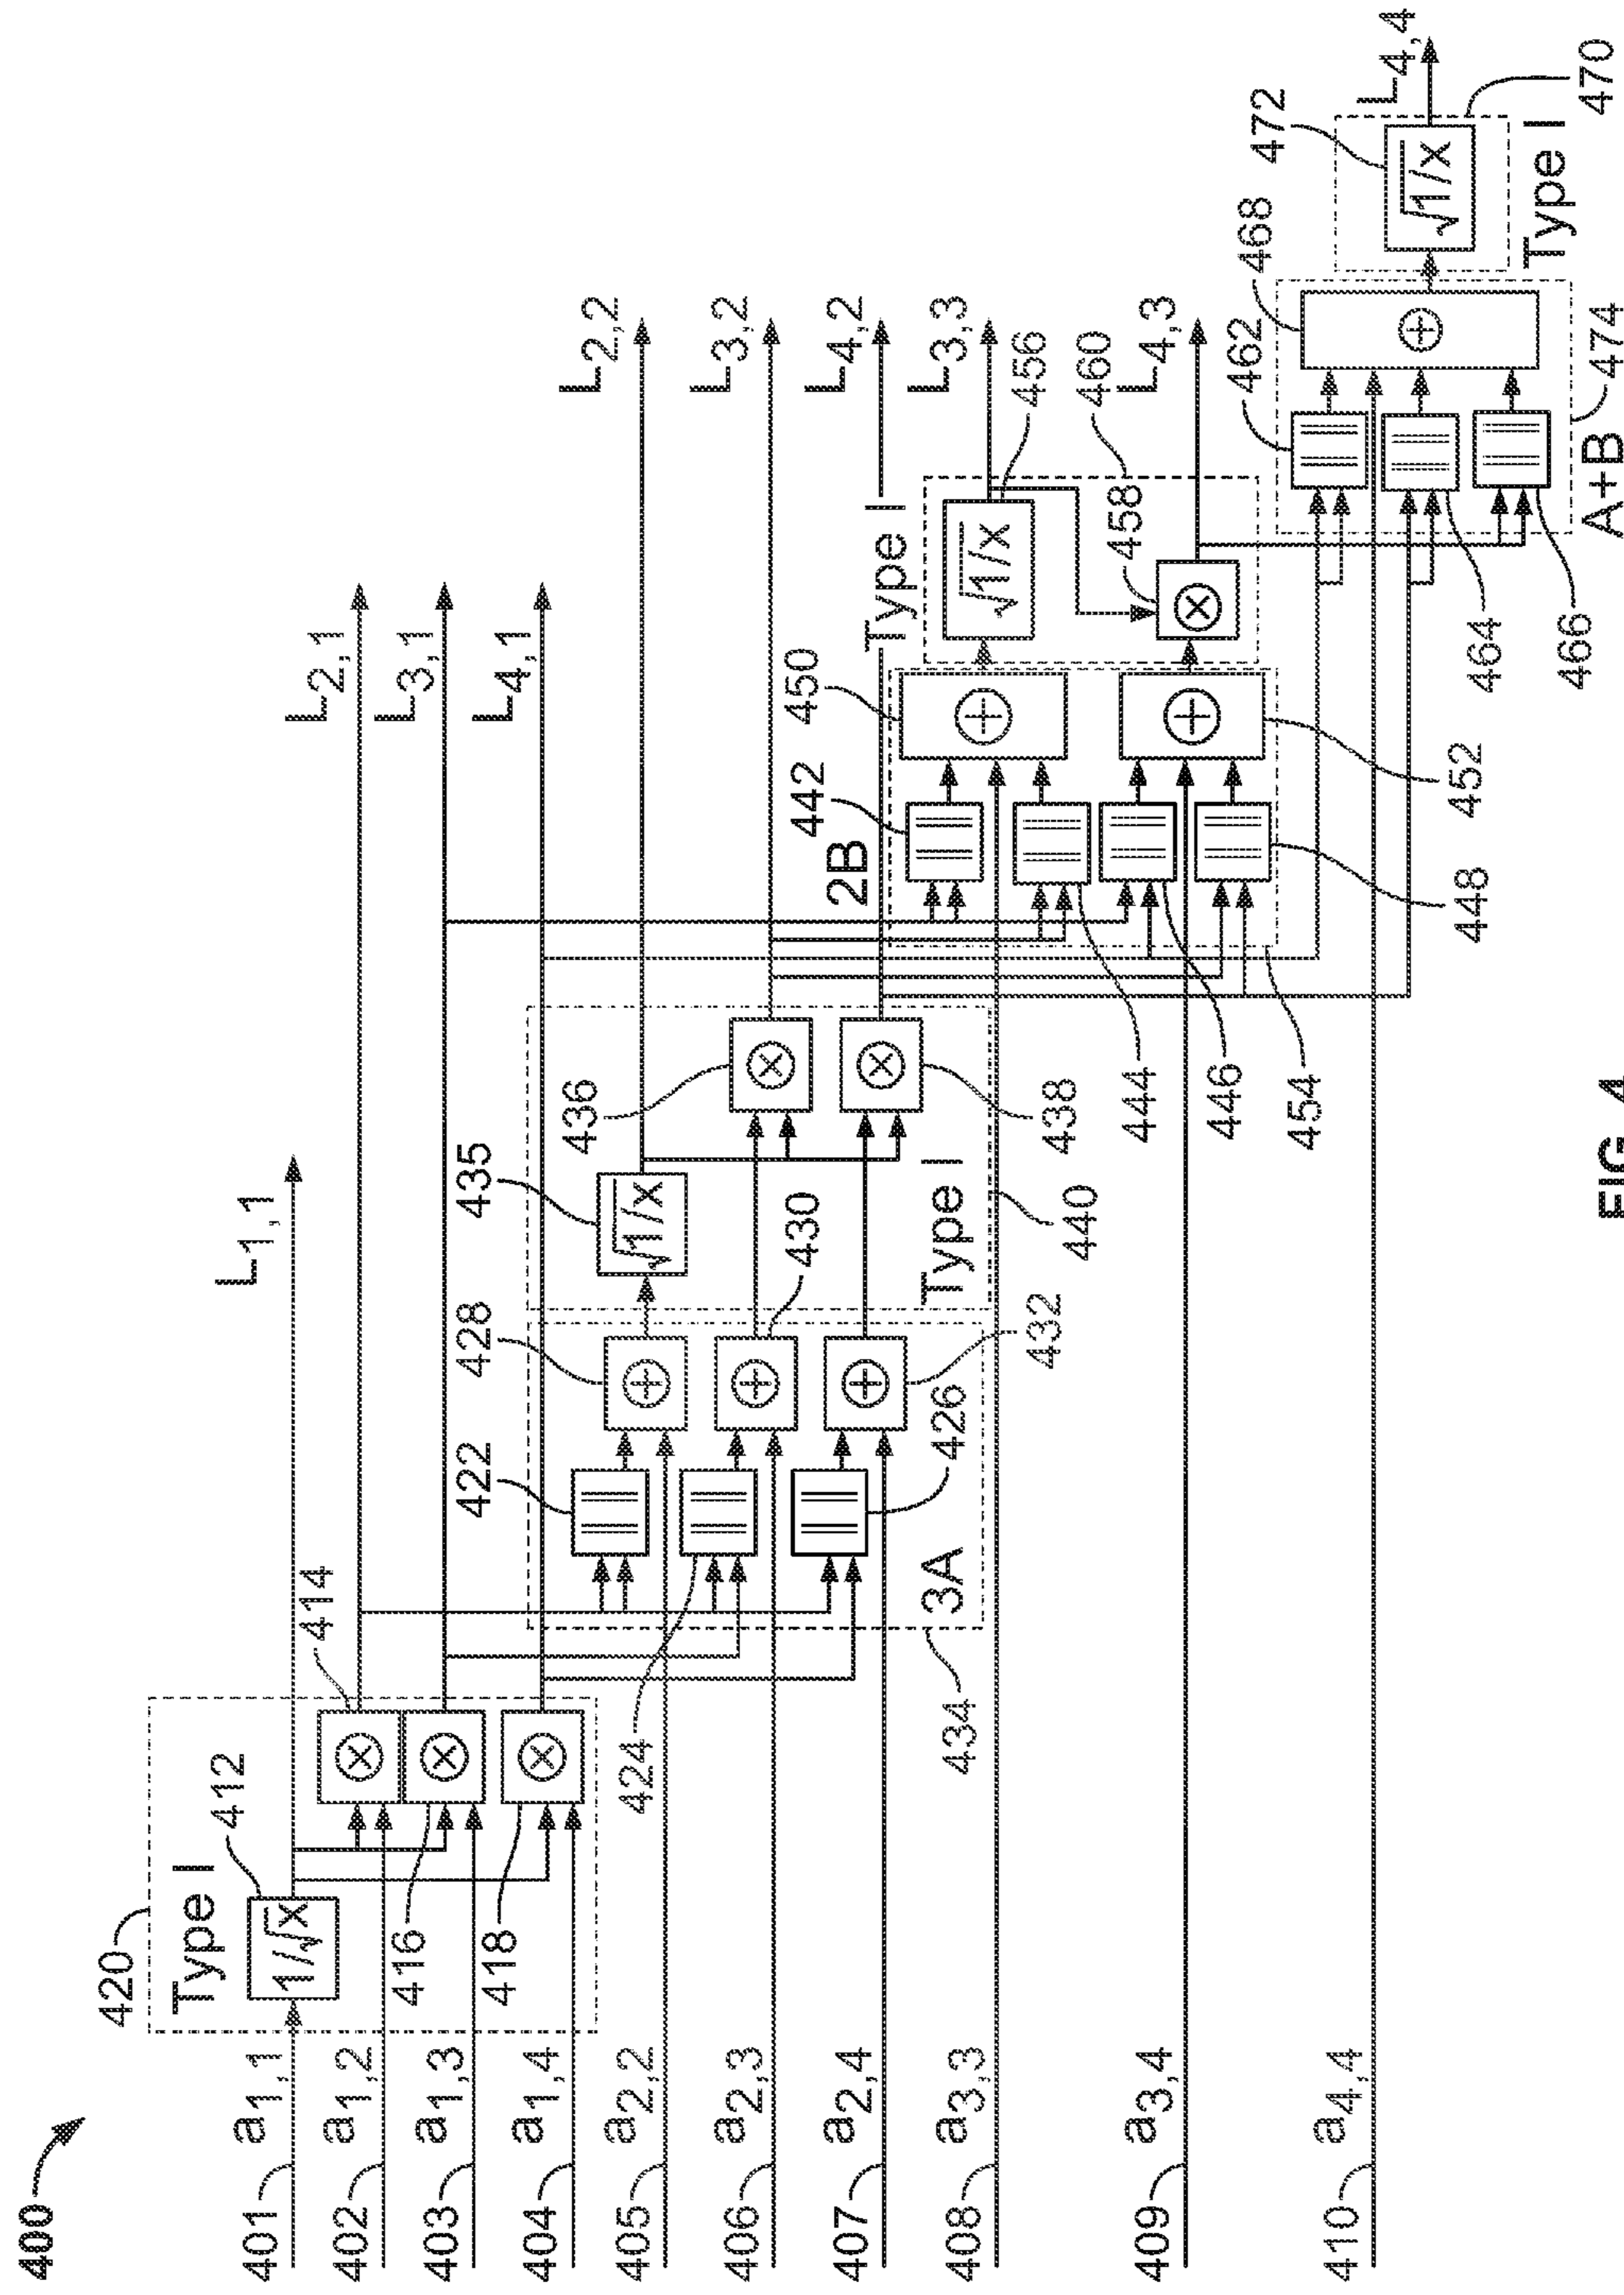 400
401 a1,1
402 a1,2
403 a1,3
404 a1,4
405 a2,2
406 a2,3
407 a2,4
408 a3,3
409 a3,4
410 a4,4
420
Type I
412
1/√x
414
416
418
L1,1
L2,1
L3,1
L4,1
422
424
426
428
430
432
434
3A
435
√1/x
436
438
Type I
440
L2,2
L3,2
L4,2
L3,3
L4,3
2B
442
444
446
448
450
452
454
Type I
√1/x
456
458
460
462
464
466
468
A+B
474
472
√1/x
Type I
470
L4,4
FIG. 4